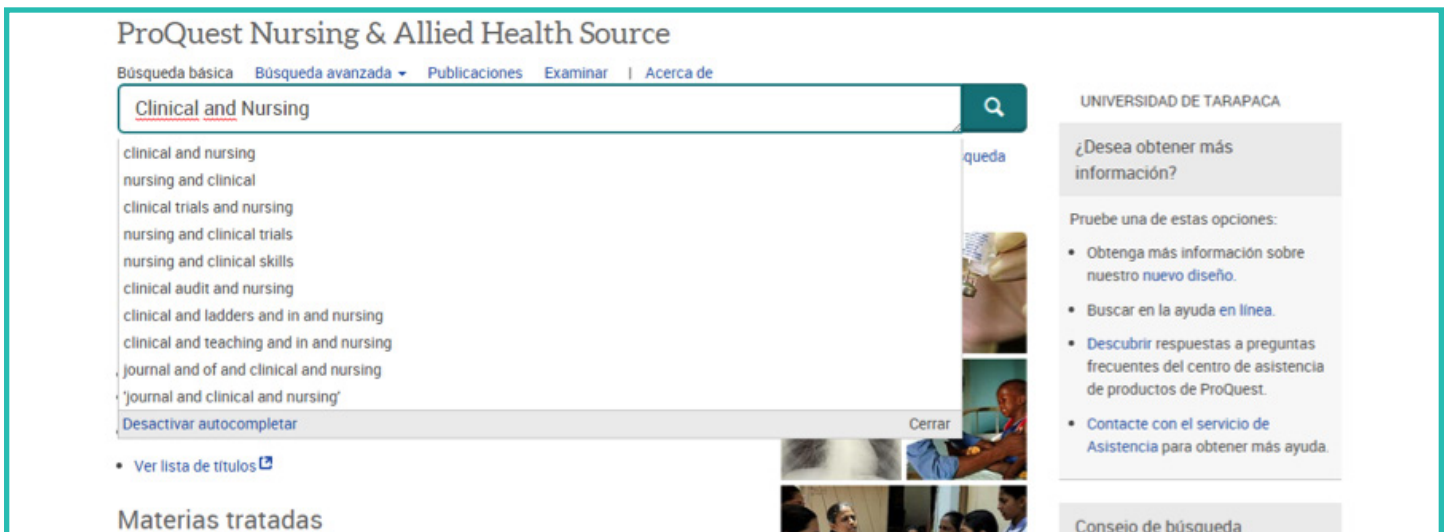 ProQuest Nursing & Allied Health Source
Búsqueda básica Búsqueda avanzada Publicaciones Examinar | Acerca de
Clinical and Nursing
clinical and nursing
nursing and clinical
clinical trials and nursing
nursing and clinical trials
nursing and clinical skills
clinical audit and nursing
clinical and ladders and in and nursing
clinical and teaching and in and nursing
journal and of and clinical and nursing
'journal and clinical and nursing'
Desactivar autocompletar Cerrar
queda
• Ver lista de títulos
Materias tratadas
UNIVERSIDAD DE TARAPACA
¿Desea obtener más
información?
Pruebe una de estas opciones:
• Obtenga más información sobre
nuestro nuevo diseño.
• Buscar en la ayuda en línea.
• Descubrir respuestas a preguntas
frecuentes del centro de asistencia
de productos de ProQuest.
• Contacte con el servicio de
Asistencia para obtener más ayuda.
Consejo de búsqueda